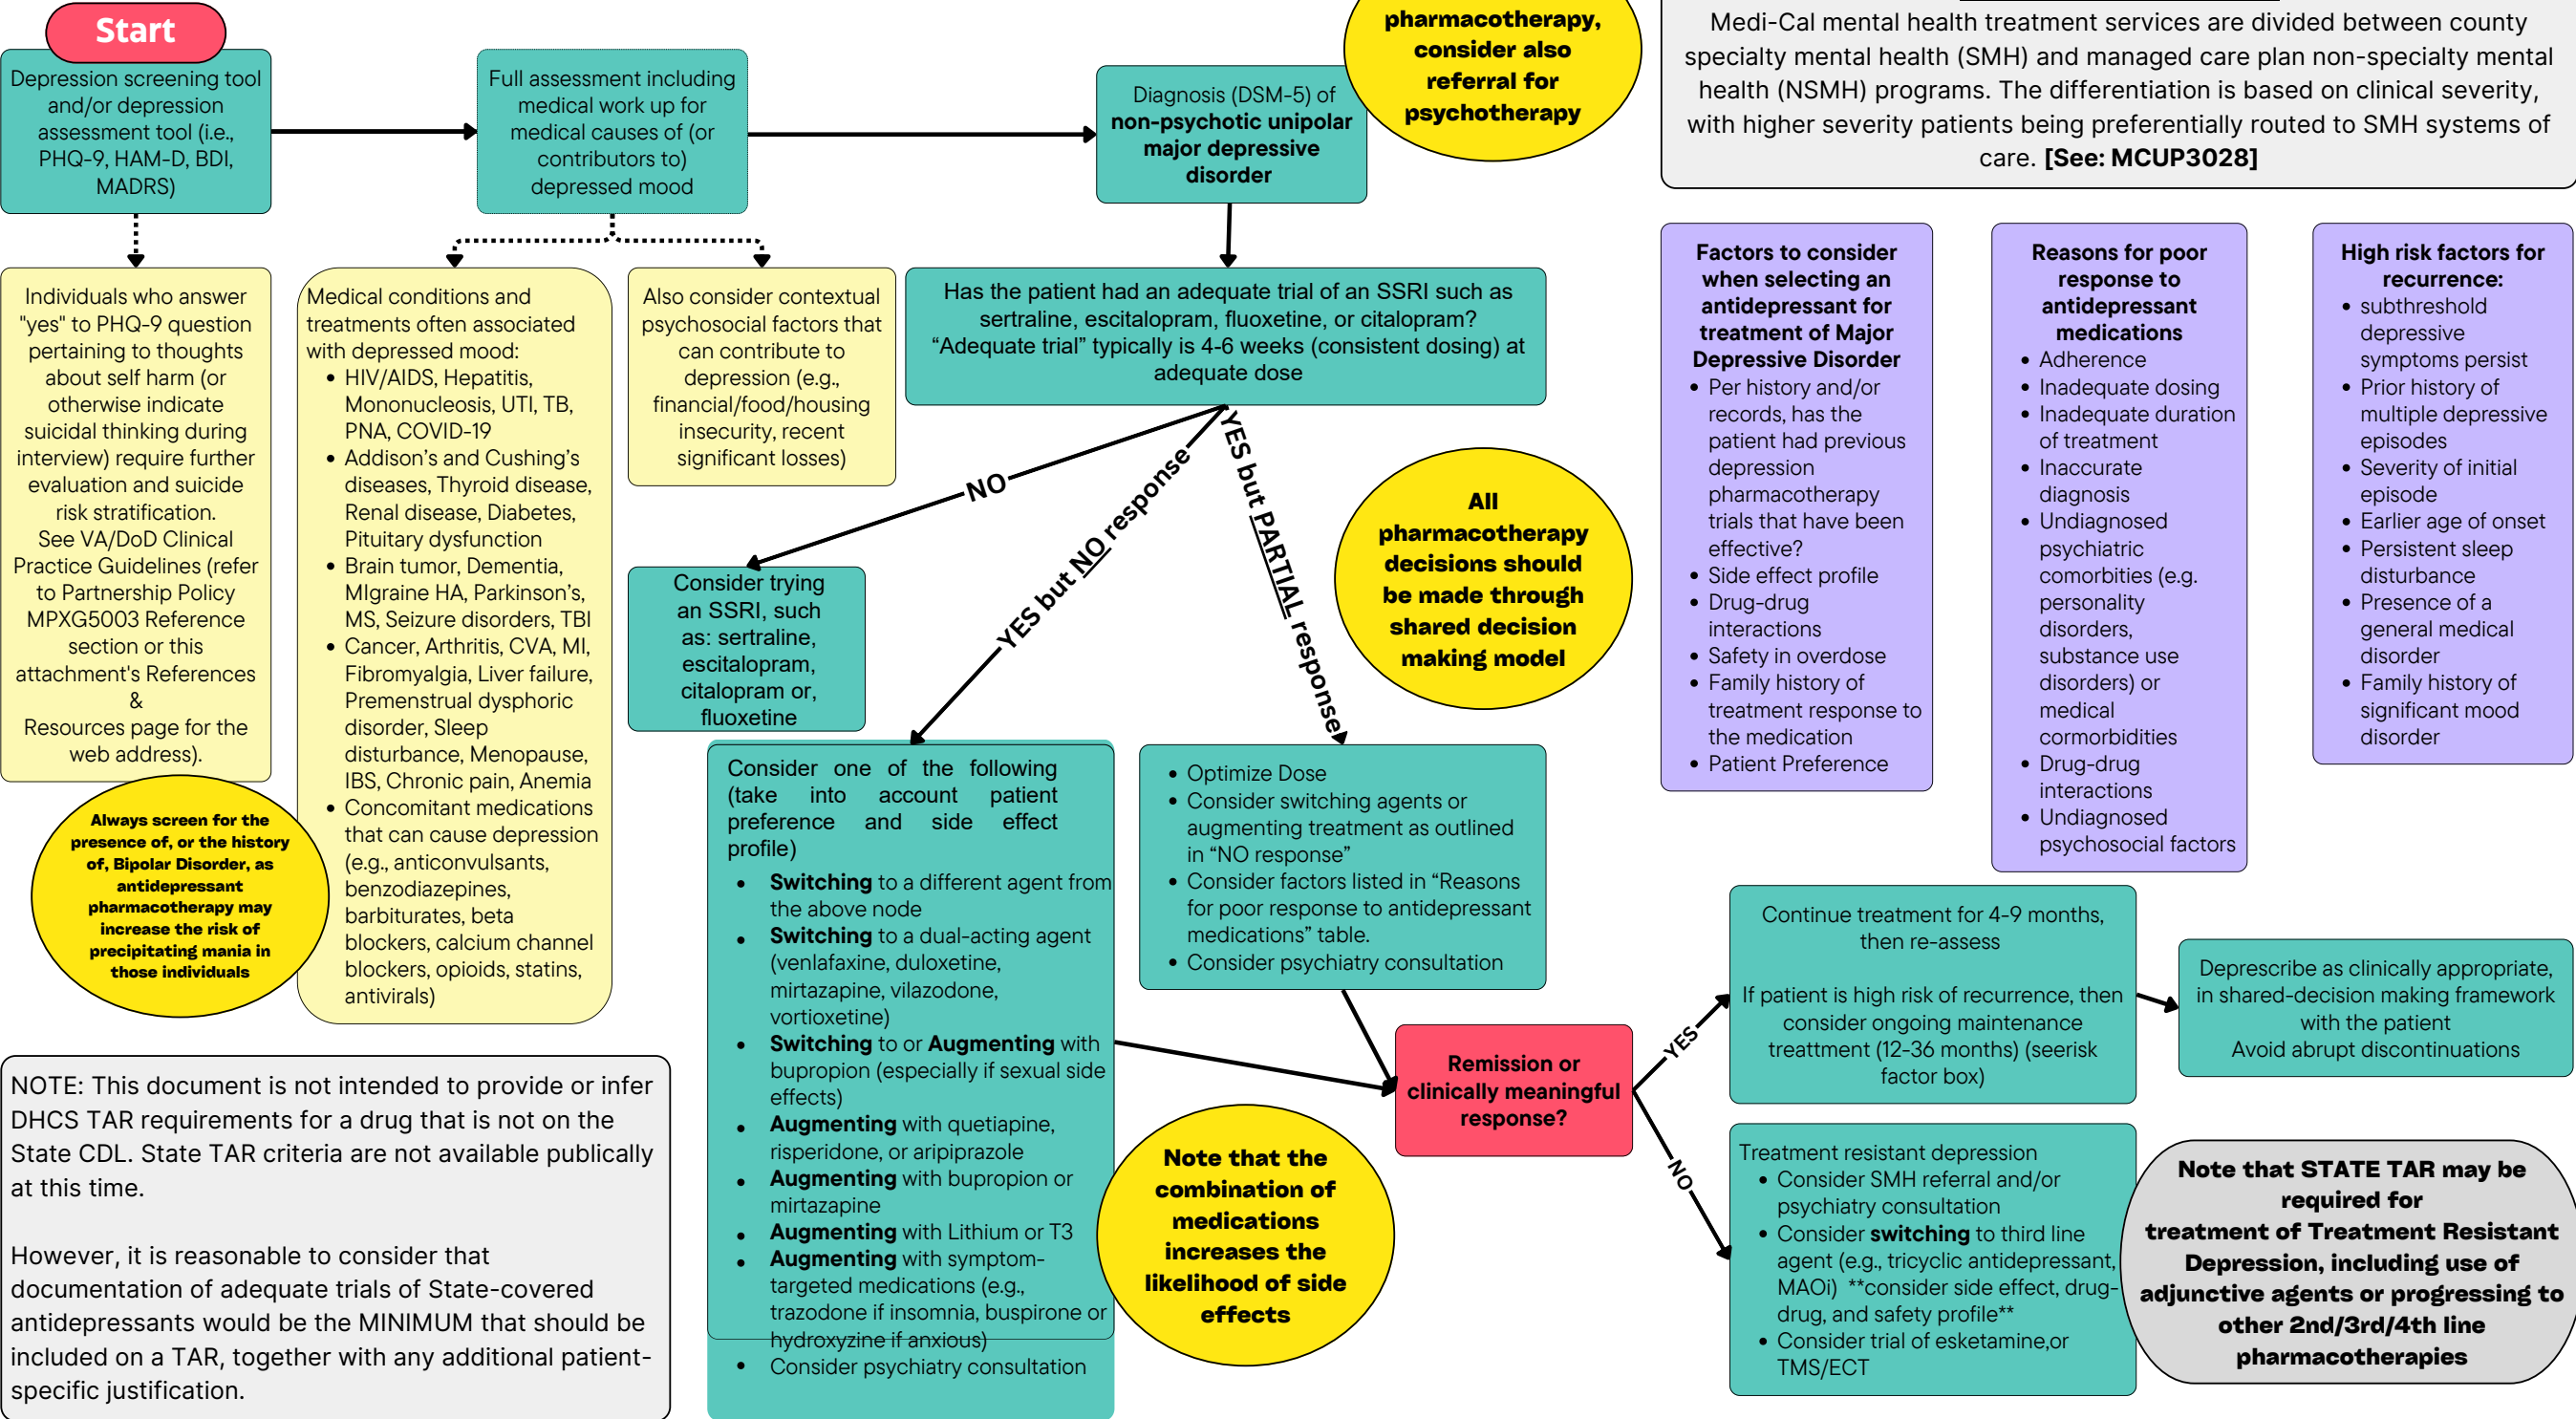 Start
Depression screening tool
and/or depression
assessment tool (i.e.,
PHQ-9, HAM-D, BDI,
MADRS)
Full assessment including
medical work up for
medical causes of (or
contributors to)
depressed mood
Diagnosis (DSM-5) of
non-psychotic unipolar
major depressive
disorder
pharmacotherapy,
consider also
referral for
psychotherapy
Medi-Cal mental health treatment services are divided between county
specialty mental health (SMH) and managed care plan non-specialty mental
health (NSMH) programs. The differentiation is based on clinical severity,
with higher severity patients being preferentially routed to SMH systems of
care. [See: MCUP3028]
Individuals who answer
"yes" to PHQ-9 question
pertaining to thoughts
about self harm (or
otherwise indicate
suicidal thinking during
interview) require further
evaluation and suicide
risk stratification.
See VA/DoD Clinical
Practice Guidelines (refer
to Partnership Policy
MPXG5003 Reference
section or this
attachment's References
&
Resources page for the
web address).
Always screen for the
presence of, or the history
of, Bipolar Disorder, as
antidepressant
pharmacotherapy may
increase the risk of
precipitating mania in
those individuals
Medical conditions and
treatments often associated
with depressed mood:
• HIV/AIDS, Hepatitis,
Mononucleosis, UTI, TB,
PNA, COVID-19
• Addison's and Cushing's
diseases, Thyroid disease,
Renal disease, Diabetes,
Pituitary dysfunction
• Brain tumor, Dementia,
MIgraine HA, Parkinson's,
MS, Seizure disorders, TBI
• Cancer, Arthritis, CVA, MI,
Fibromyalgia, Liver failure,
Premenstrual dysphoric
disorder, Sleep
disturbance, Menopause,
IBS, Chronic pain, Anemia
• Concomitant medications
that can cause depression
(e.g., anticonvulsants,
benzodiazepines,
barbiturates, beta
blockers, calcium channel
blockers, opioids, statins,
antivirals)
Also consider contextual
psychosocial factors that
can contribute to
depression (e.g.,
financial/food/housing
insecurity, recent
significant losses)
Has the patient had an adequate trial of an SSRI such as
sertraline, escitalopram, fluoxetine, or citalopram?
“Adequate trial” typically is 4-6 weeks (consistent dosing) at
adequate dose
NO
YES but NO response
YES but PARTIAL response
Consider trying
an SSRI, such
as: sertraline,
escitalopram,
citalopram or,
fluoxetine
All
pharmacotherapy
decisions should
be made through
shared decision
making model
Consider one of the following
(take into account patient
preference and side effect
profile)
• Switching to a different agent from
the above node
• Switching to a dual-acting agent
(venlafaxine, duloxetine,
mirtazapine, vilazodone,
vortioxetine)
• Switching to or Augmenting with
bupropion (especially if sexual side
effects)
• Augmenting with quetiapine,
risperidone, or aripiprazole
• Augmenting with bupropion or
mirtazapine
• Augmenting with Lithium or T3
• Augmenting with symptom-
targeted medications (e.g.,
trazodone if insomnia, buspirone or
hydroxyzine if anxious)
• Consider psychiatry consultation
• Optimize Dose
• Consider switching agents or
augmenting treatment as outlined
in “NO response”
• Consider factors listed in “Reasons
for poor response to antidepressant
medications” table.
• Consider psychiatry consultation
Note that the
combination of
medications
increases the
likelihood of side
effects
Factors to consider
when selecting an
antidepressant for
treatment of Major
Depressive Disorder
• Per history and/or
records, has the
patient had previous
depression
pharmacotherapy
trials that have been
effective?
• Side effect profile
• Drug-drug
interactions
• Safety in overdose
• Family history of
treatment response to
the medication
• Patient Preference
Reasons for poor
response to
antidepressant
medications
• Adherence
• Inadequate dosing
• Inadequate duration
of treatment
• Inaccurate
diagnosis
• Undiagnosed
psychiatric
comorbities (e.g.
personality
disorders,
substance use
disorders) or
medical
cormorbidities
• Drug-drug
interactions
• Undiagnosed
psychosocial factors
High risk factors for
recurrence:
• subthreshold
depressive
symptoms persist
• Prior history of
multiple depressive
episodes
• Severity of initial
episode
• Earlier age of onset
• Persistent sleep
disturbance
• Presence of a
general medical
disorder
• Family history of
significant mood
disorder
Remission or
clinically meaningful
response?
YES
NO
Continue treatment for 4-9 months,
then re-assess
If patient is high risk of recurrence, then
consider ongoing maintenance
treattment (12-36 months) (seerisk
factor box)
Deprescribe as clinically appropriate,
in shared-decision making framework
with the patient
Avoid abrupt discontinuations
Treatment resistant depression
• Consider SMH referral and/or
psychiatry consultation
• Consider switching to third line
agent (e.g., tricyclic antidepressant,
MAOi) **consider side effect, drug-
drug, and safety profile**
• Consider trial of esketamine,or
TMS/ECT
Note that STATE TAR may be
required for
treatment of Treatment Resistant
Depression, including use of
adjunctive agents or progressing to
other 2nd/3rd/4th line
pharmacotherapies
NOTE: This document is not intended to provide or infer
DHCS TAR requirements for a drug that is not on the
State CDL. State TAR criteria are not available publically
at this time.
However, it is reasonable to consider that
documentation of adequate trials of State-covered
antidepressants would be the MINIMUM that should be
included on a TAR, together with any additional patient-
specific justification.